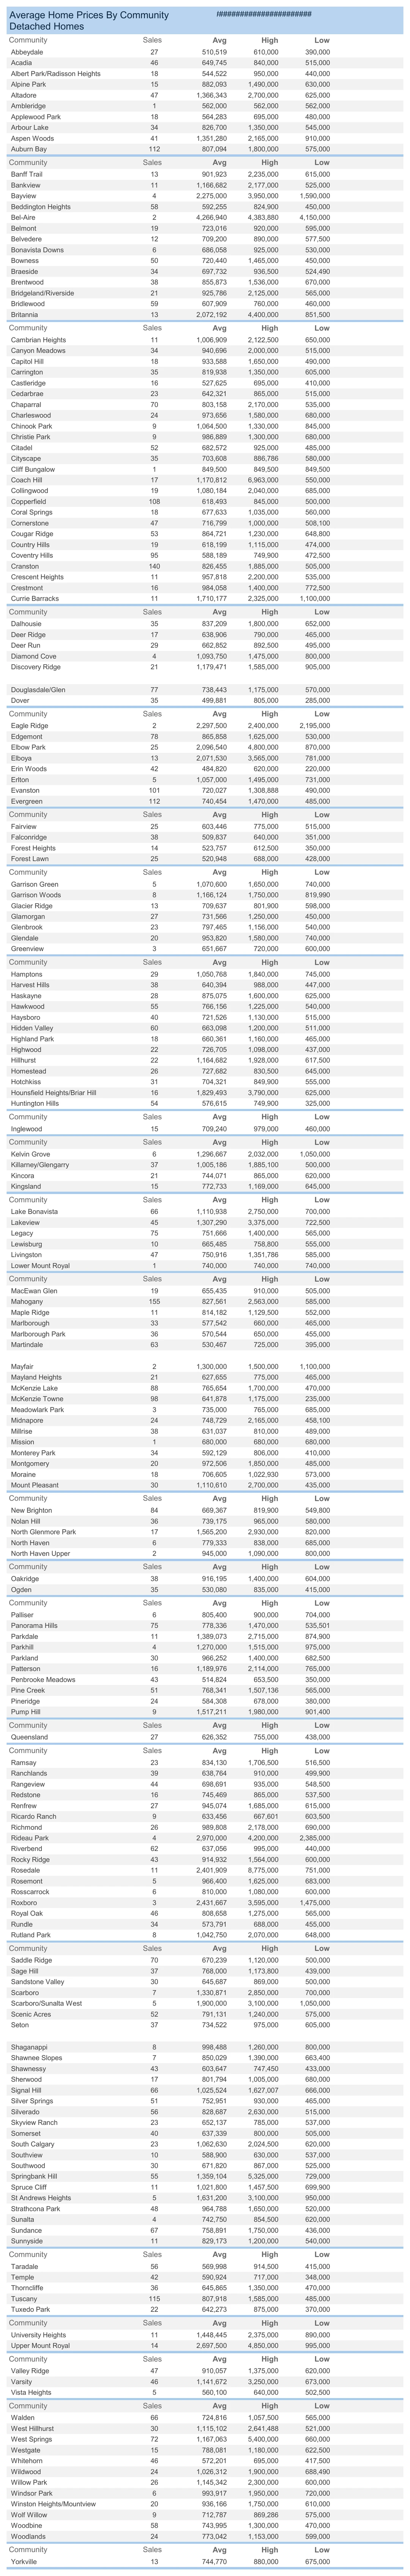 Average Home Prices By Community #######################
Detached Homes
Community Sales Avg High Low
Abbeydale 27 510,519 610,000 390,000
Acadia 46 649,745 840,000 515,000
Albert Park/Radisson Heights 18 544,522 950,000 440,000
Alpine Park 15 882,093 1,490,000 630,000
Altadore 47 1,366,343 2,700,000 625,000
Ambleridge 1 562,000 562,000 562,000
Applewood Park 18 564,283 695,000 480,000
Arbour Lake 34 826,700 1,350,000 545,000
Aspen Woods 41 1,351,280 2,165,000 910,000
Auburn Bay 112 807,094 1,800,000 575,000
Community Sales Avg High Low
Banff Trail 13 901,923 2,235,000 615,000
Bankview 11 1,166,682 2,177,000 525,000
Bayview 4 2,275,000 3,950,000 1,590,000
Beddington Heights 58 592,255 824,900 450,000
Bel-Aire 2 4,266,940 4,383,880 4,150,000
Belmont 19 723,016 920,000 595,000
Belvedere 12 709,200 890,000 577,500
Bonavista Downs 6 686,058 925,000 530,000
Bowness 50 720,440 1,465,000 450,000
Braeside 34 697,732 936,500 524,490
Brentwood 38 855,873 1,536,000 670,000
Bridgeland/Riverside 21 925,786 2,125,000 565,000
Bridlewood 59 607,909 760,000 460,000
Britannia 13 2,072,192 4,400,000 851,500
Community Sales Avg High Low
Cambrian Heights 11 1,006,909 2,122,500 650,000
Canyon Meadows 34 940,696 2,000,000 515,000
Capitol Hill 18 933,588 1,650,000 490,000
Carrington 35 819,938 1,350,000 605,000
Castleridge 16 527,625 695,000 410,000
Cedarbrae 23 642,321 865,000 515,000
Chaparral 70 803,158 2,170,000 535,000
Charleswood 24 973,656 1,580,000 680,000
Chinook Park 9 1,064,500 1,330,000 845,000
Christie Park 9 986,889 1,300,000 680,000
Citadel 52 682,572 925,000 485,000
Cityscape 35 703,608 886,786 580,000
Cliff Bungalow 1 849,500 849,500 849,500
Coach Hill 17 1,170,812 6,963,000 550,000
Collingwood 19 1,080,184 2,040,000 685,000
Copperfield 108 618,493 845,000 500,000
Coral Springs 18 677,633 1,035,000 560,000
Cornerstone 47 716,799 1,000,000 508,100
Cougar Ridge 53 864,721 1,230,000 648,800
Country Hills 19 618,199 1,115,000 474,000
Coventry Hills 95 588,189 749,900 472,500
Cranston 140 826,455 1,885,000 505,000
Crescent Heights 11 957,818 2,200,000 535,000
Crestmont 16 984,058 1,400,000 772,500
Currie Barracks 11 1,710,177 2,325,000 1,100,000
Community Sales Avg High Low
Dalhousie 35 837,209 1,800,000 652,000
Deer Ridge 17 638,906 790,000 465,000
Deer Run 29 662,852 892,500 495,000
Diamond Cove 4 1,093,750 1,475,000 800,000
Discovery Ridge 21 1,179,471 1,585,000 905,000
Douglasdale/Glen 77 738,443 1,175,000 570,000
Dover 35 499,881 805,000 285,000
Community Sales Avg High Low
Eagle Ridge 2 2,297,500 2,400,000 2,195,000
Edgemont 78 865,858 1,625,000 530,000
Elbow Park 25 2,096,540 4,800,000 870,000
Elboya 13 2,071,530 3,565,000 781,000
Erin Woods 42 484,820 620,000 220,000
Erlton 5 1,057,000 1,495,000 731,000
Evanston 101 720,027 1,308,888 490,000
Evergreen 112 740,454 1,470,000 485,000
Community Sales Avg High Low
Fairview 25 603,446 775,000 515,000
Falconridge 38 509,837 640,000 351,000
Forest Heights 14 523,757 612,500 350,000
Forest Lawn 25 520,948 688,000 428,000
Community Sales Avg High Low
Garrison Green 5 1,070,600 1,650,000 740,000
Garrison Woods 8 1,166,124 1,750,000 819,990
Glacier Ridge 13 709,637 801,900 598,000
Glamorgan 27 731,566 1,250,000 450,000
Glenbrook 23 797,465 1,156,000 540,000
Glendale 20 953,820 1,580,000 740,000
Greenview 3 651,667 720,000 600,000
Community Sales Avg High Low
Hamptons 29 1,050,768 1,840,000 745,000
Harvest Hills 38 640,394 988,000 447,000
Haskayne 28 875,075 1,600,000 625,000
Hawkwood 55 766,156 1,225,000 540,000
Haysboro 40 721,526 1,130,000 515,000
Hidden Valley 60 663,098 1,200,000 511,000
Highland Park 18 660,361 1,160,000 465,000
Highwood 22 726,705 1,098,000 437,000
Hillhurst 22 1,164,682 1,928,000 617,500
Homestead 26 727,682 830,500 645,000
Hotchkiss 31 704,321 849,900 555,000
Hounsfield Heights/Briar Hill 16 1,829,493 3,790,000 625,000
Huntington Hills 54 576,615 749,900 325,000
Community Sales Avg High Low
Inglewood 15 709,240 979,000 460,000
Community Sales Avg High Low
Kelvin Grove 6 1,296,667 2,032,000 1,050,000
Killarney/Glengarry 37 1,005,186 1,885,100 500,000
Kincora 21 744,071 865,000 620,000
Kingsland 15 772,733 1,169,000 645,000
Community Sales Avg High Low
Lake Bonavista 66 1,110,938 2,750,000 700,000
Lakeview 45 1,307,290 3,375,000 722,500
Legacy 75 751,666 1,400,000 565,000
Lewisburg 10 665,485 758,800 555,000
Livingston 47 750,916 1,351,786 585,000
Lower Mount Royal 1 740,000 740,000 740,000
Community Sales Avg High Low
MacEwan Glen 19 655,435 910,000 505,000
Mahogany 155 827,561 2,563,000 585,000
Maple Ridge 11 814,182 1,129,500 552,000
Marlborough 33 577,542 660,000 465,000
Marlborough Park 36 570,544 650,000 455,000
Martindale 63 530,467 725,000 395,000
Mayfair 2 1,300,000 1,500,000 1,100,000
Mayland Heights 21 627,655 775,000 465,000
McKenzie Lake 88 765,654 1,700,000 470,000
McKenzie Towne 98 641,878 1,175,000 235,000
Meadowlark Park 3 735,000 765,000 685,000
Midnapore 24 748,729 2,165,000 458,100
Millrise 38 631,037 810,000 489,000
Mission 1 680,000 680,000 680,000
Monterey Park 34 592,129 806,000 410,000
Montgomery 20 972,506 1,850,000 485,000
Moraine 18 706,605 1,022,930 573,000
Mount Pleasant 30 1,110,610 2,700,000 435,000
Community Sales Avg High Low
New Brighton 84 669,367 819,900 549,800
Nolan Hill 36 739,175 965,000 580,000
North Glenmore Park 17 1,565,200 2,930,000 820,000
North Haven 6 779,333 838,000 685,000
North Haven Upper 2 945,000 1,090,000 800,000
Community Sales Avg High Low
Oakridge 38 916,195 1,400,000 604,000
Ogden 35 530,080 835,000 415,000
Community Sales Avg High Low
Palliser 6 805,400 900,000 704,000
Panorama Hills 75 778,336 1,470,000 535,501
Parkdale 11 1,389,073 2,715,000 874,900
Parkhill 4 1,270,000 1,515,000 975,000
Parkland 30 966,252 1,400,000 682,500
Patterson 16 1,189,976 2,114,000 765,000
Penbrooke Meadows 43 514,824 653,500 350,000
Pine Creek 51 768,341 1,507,136 565,000
Pineridge 24 584,308 678,000 380,000
Pump Hill 9 1,517,211 1,980,000 901,400
Community Sales Avg High Low
Queensland 27 626,352 755,000 438,000
Community Sales Avg High Low
Ramsay 23 834,130 1,706,500 516,500
Ranchlands 39 638,764 910,000 499,900
Rangeview 44 698,691 935,000 548,500
Redstone 16 745,469 865,000 537,500
Renfrew 27 945,074 1,685,000 615,000
Ricardo Ranch 9 633,456 667,601 603,500
Richmond 26 989,808 2,178,000 690,000
Rideau Park 4 2,970,000 4,200,000 2,385,000
Riverbend 62 637,056 995,000 440,000
Rocky Ridge 43 914,932 1,564,000 600,000
Rosedale 11 2,401,909 8,775,000 751,000
Rosemont 5 966,400 1,625,000 683,000
Rosscarrock 6 810,000 1,080,000 600,000
Roxboro 3 2,431,667 3,595,000 1,475,000
Royal Oak 46 808,658 1,275,000 565,000
Rundle 34 573,791 688,000 455,000
Rutland Park 8 1,042,750 2,070,000 648,000
Community Sales Avg High Low
Saddle Ridge 70 670,239 1,120,000 500,000
Sage Hill 37 768,000 1,173,800 439,000
Sandstone Valley 30 645,687 869,000 500,000
Scarboro 7 1,330,871 2,850,000 700,000
Scarboro/Sunalta West 5 1,900,000 3,100,000 1,050,000
Scenic Acres 52 791,131 1,240,000 575,000
Seton 37 734,522 975,000 605,000
Shaganappi 8 998,488 1,260,000 800,000
Shawnee Slopes 7 850,029 1,390,000 663,400
Shawnessy 43 603,647 747,450 433,000
Sherwood 17 801,794 1,005,000 680,000
Signal Hill 66 1,025,524 1,627,007 666,000
Silver Springs 51 752,951 930,000 465,000
Silverado 56 828,687 2,630,000 515,000
Skyview Ranch 23 652,137 785,000 537,000
Somerset 40 637,339 800,000 505,000
South Calgary 23 1,062,630 2,024,500 620,000
Southview 10 588,900 630,000 537,000
Southwood 30 671,820 867,000 525,000
Springbank Hill 55 1,359,104 5,325,000 729,000
Spruce Cliff 11 1,021,800 1,457,500 699,900
St Andrews Heights 5 1,631,200 3,100,000 950,000
Strathcona Park 48 964,788 1,650,000 520,000
Sunalta 4 742,750 854,500 620,000
Sundance 67 758,891 1,750,000 436,000
Sunnyside 11 829,173 1,200,000 540,000
Community Sales Avg High Low
Taradale 56 569,998 914,500 415,000
Temple 42 590,924 717,000 348,000
Thorncliffe 36 645,865 1,350,000 470,000
Tuscany 115 807,918 1,585,000 485,000
Tuxedo Park 22 642,273 875,000 370,000
Community Sales Avg High Low
University Heights 11 1,448,445 2,375,000 890,000
Upper Mount Royal 14 2,697,500 4,850,000 995,000
Community Sales Avg High Low
Valley Ridge 47 910,057 1,375,000 620,000
Varsity 46 1,141,672 3,250,000 673,000
Vista Heights 5 560,100 640,000 502,500
Community Sales Avg High Low
Walden 66 724,816 1,057,500 565,000
West Hillhurst 30 1,115,102 2,641,488 521,000
West Springs 72 1,167,063 5,400,000 660,000
Westgate 15 788,081 1,180,000 622,500
Whitehorn 46 572,201 695,000 417,500
Wildwood 24 1,026,312 1,900,000 688,490
Willow Park 26 1,145,342 2,300,000 600,000
Windsor Park 6 993,917 1,950,000 720,000
Winston Heights/Mountview 20 936,166 1,750,000 610,000
Wolf Willow 9 712,787 869,286 575,000
Woodbine 58 743,995 1,300,000 470,000
Woodlands 24 773,042 1,153,000 599,000
Community Sales Avg High Low
Yorkville 13 744,770 880,000 675,000